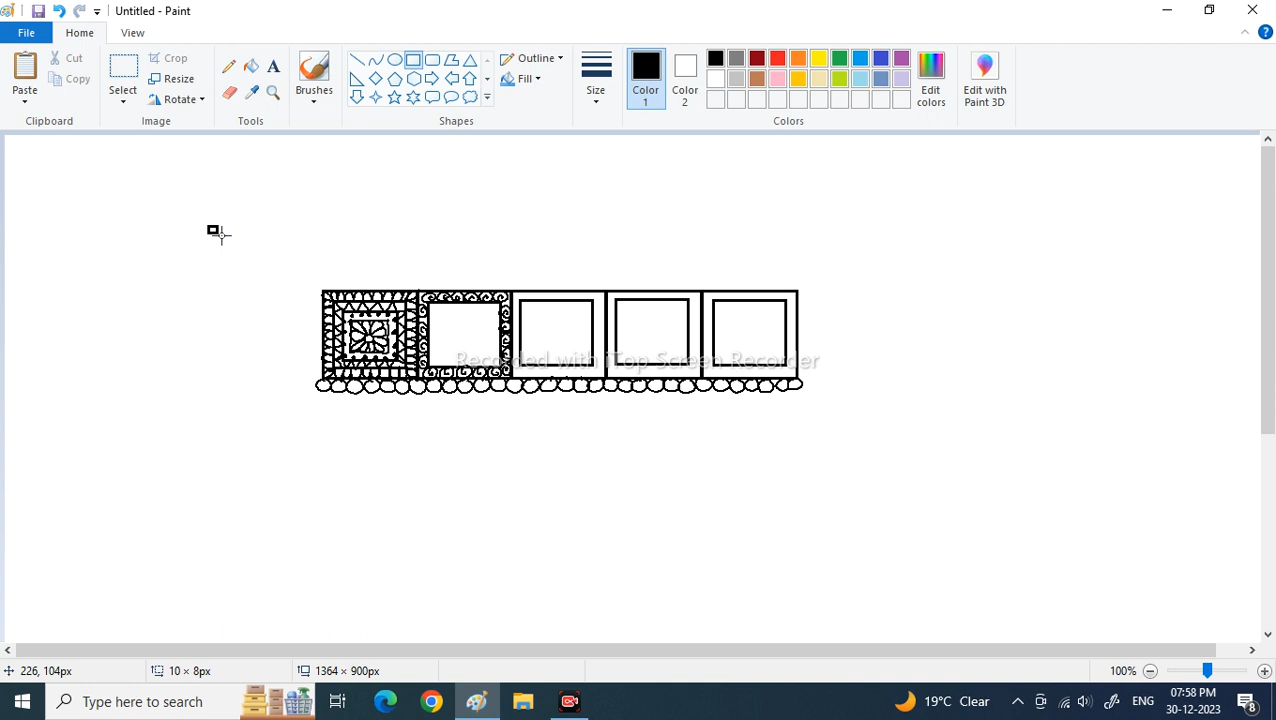 Untitled - Paint
File
Home
View
Paste
Cut
Copy
Clipboard
Select
Crop
Resize
Rotate
Image
Tools
Brushes
Shapes
Outline
Fill
Size
Color 1
Color 2
Edit colors
Colors
Edit with Paint 3D
Recorded with iTop Screen Recorder
226, 104px
10 × 8px
1364 × 900px
100%
Type here to search
19°C Clear
ENG
07:58 PM
30-12-2023
8